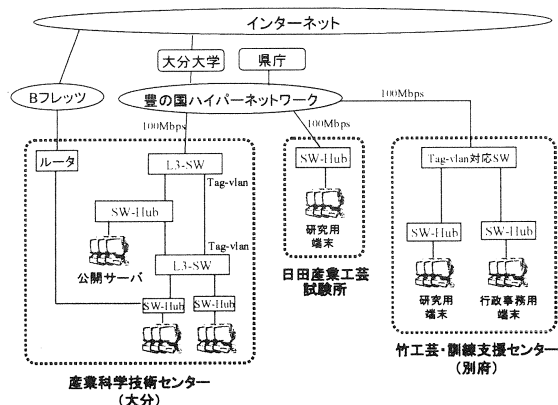 インターネット
大分大学
県庁
Bフレッツ
豊の国ハイパーネットワーク
100Mbps
100Mbps
100Mbps
ルータ
L3-SW
Tag-vlan
SW-Hub
公開サーバ
Tag-vlan
L3-SW
SW-Hub
SW-Hub
産業科学技術センター
(大分)
SW-Hub
研究用
端末
日田産業工芸
試験所
Tag-vlan対応SW
SW-Hub
SW-Hub
研究用
端末
行政事務用
端末
竹工芸・訓練支援センター
(別府)